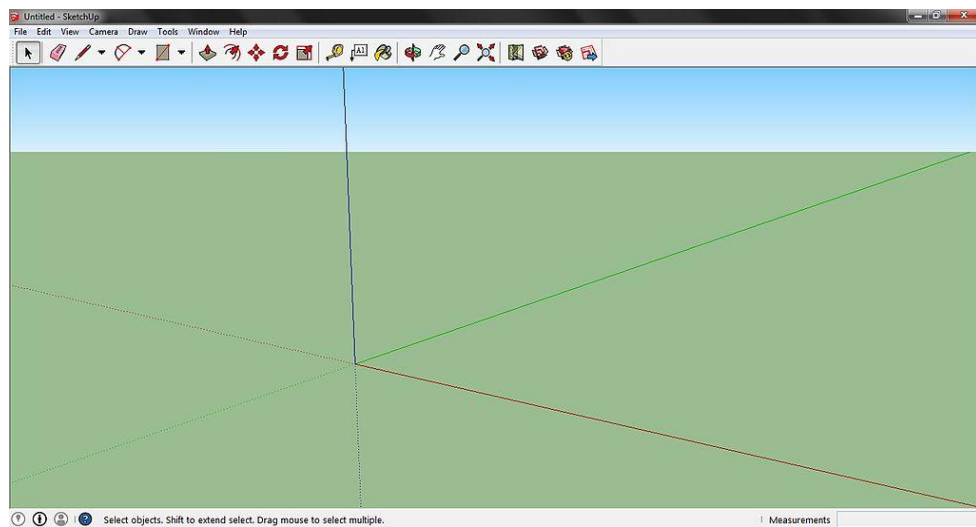 Untitled - SketchUp
File Edit View Camera Draw Tools Window Help
A1
Select objects. Shift to extend select. Drag mouse to select multiple. Measurements